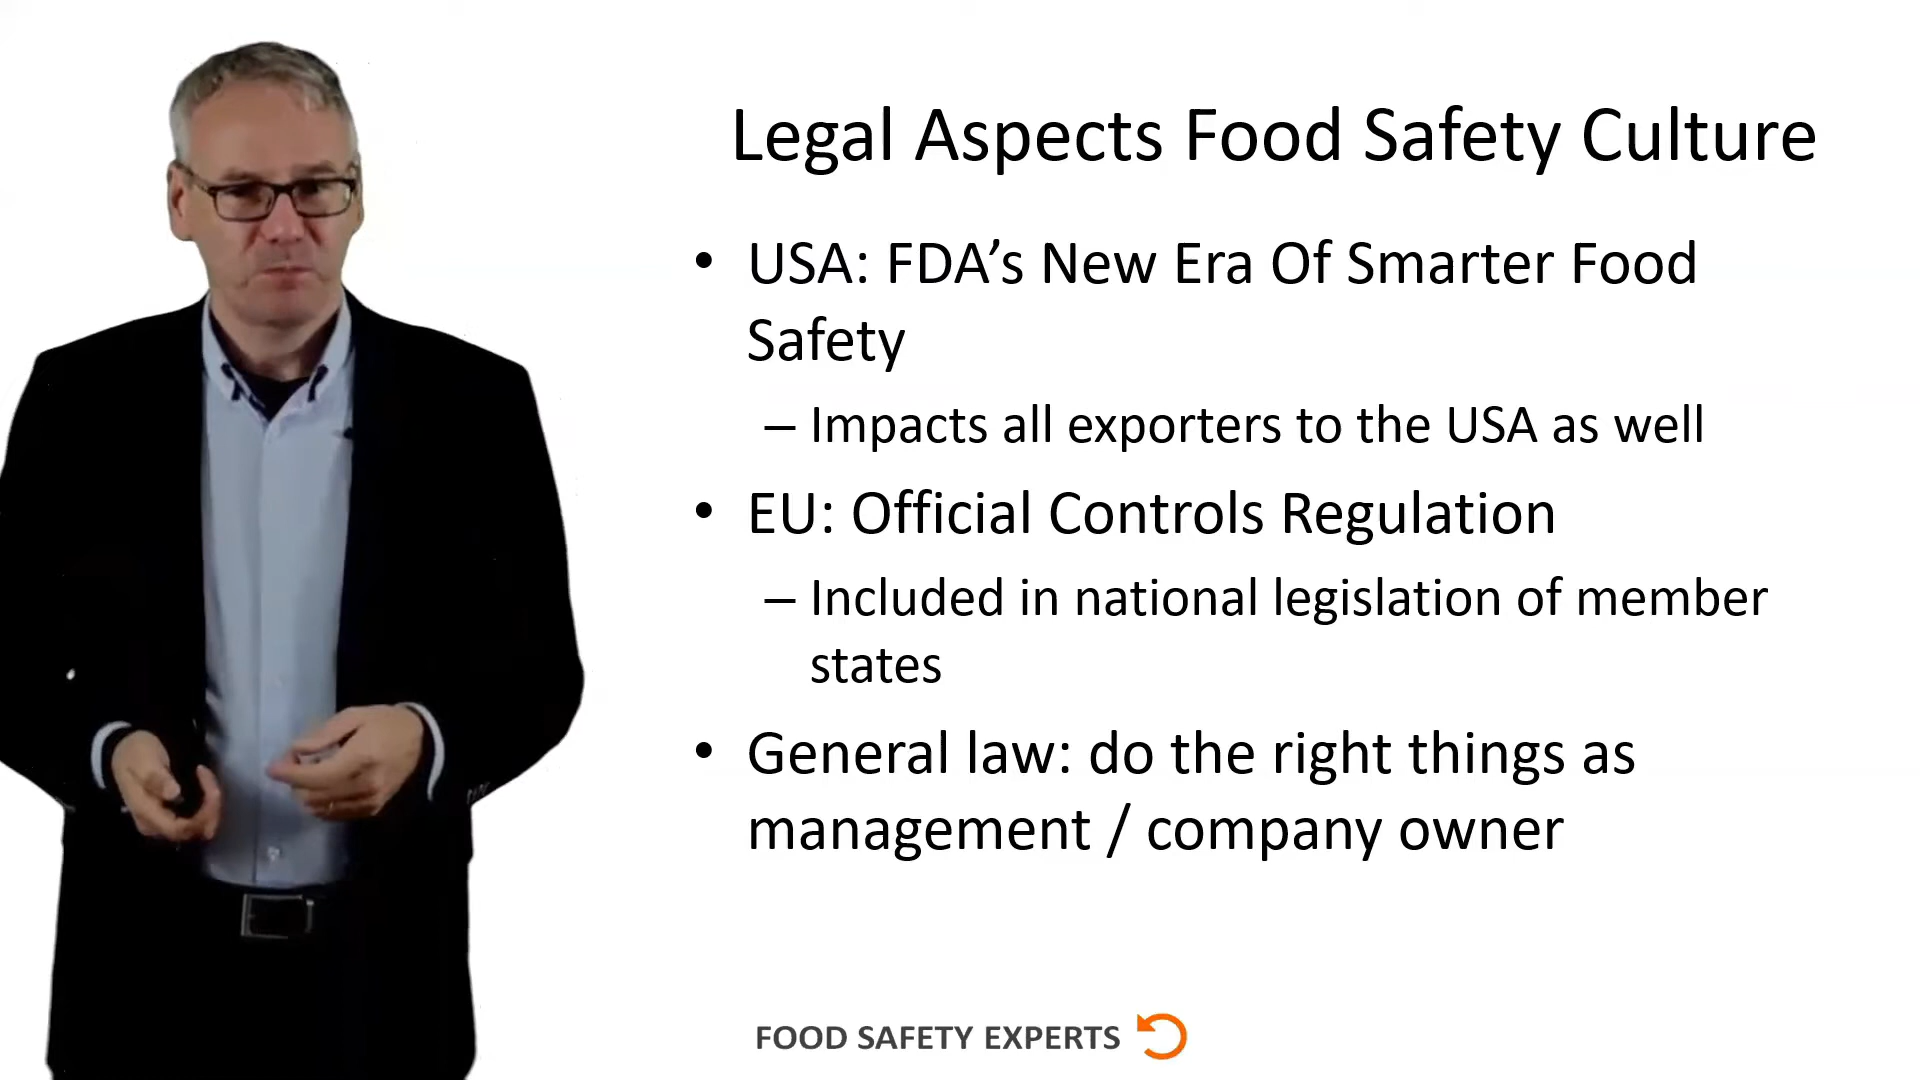 Legal Aspects Food Safety Culture
• USA: FDA’s New Era Of Smarter Food
Safety
– Impacts all exporters to the USA as well
• EU: Official Controls Regulation
– Included in national legislation of member
states
• General law: do the right things as
management / company owner
FOOD SAFETY EXPERTS